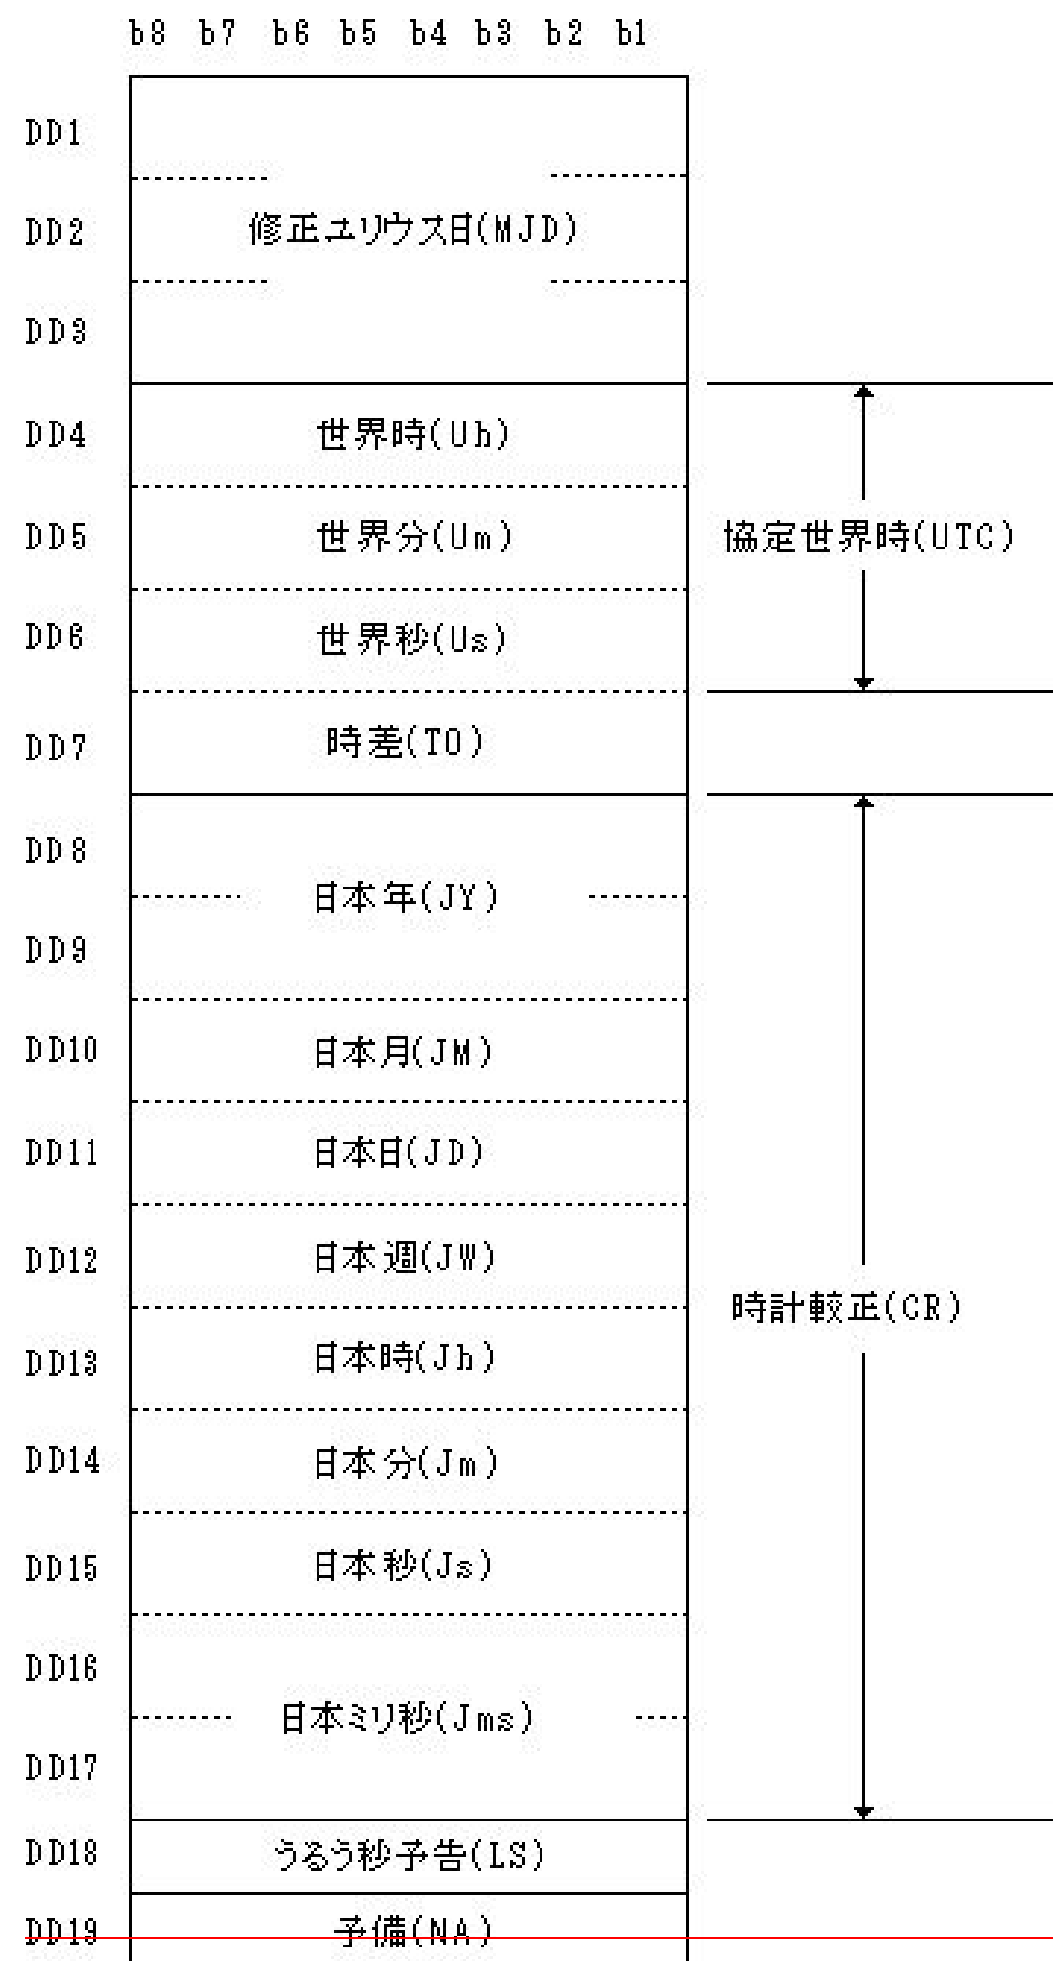 b8 b7 b6 b5 b4 b3 b2 b1
DD1
DD2 修正ユリウス日(MJD)
DD3
DD4 世界時(Uh)
DD5 世界分(Um) 協定世界時(UTC)
DD6 世界秒(Us)
DD7 時差(TO)
DD8
日本年(JY)
DD9
DD10 日本月(JM)
DD11 日本日(JD)
DD12 日本週(JW)
時計較正(CR)
DD13 日本時(Jh)
DD14 日本分(Jm)
DD15 日本秒(Js)
DD16
日本ミリ秒(Jms)
DD17
DD18 うるう秒予告(LS)
DD19 予備(NA)